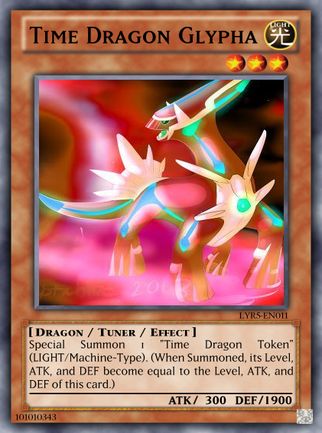 TIME DRAGON GLYPHA
LIGHT
光
LYR5-EN011
[ DRAGON / TUNER / EFFECT ]
Special Summon 1 "Time Dragon Token"
(LIGHT/Machine-Type). (When Summoned, its Level,
ATK, and DEF become equal to the Level, ATK, and
DEF of this card.)
ATK/ 300 DEF/1900
101010343